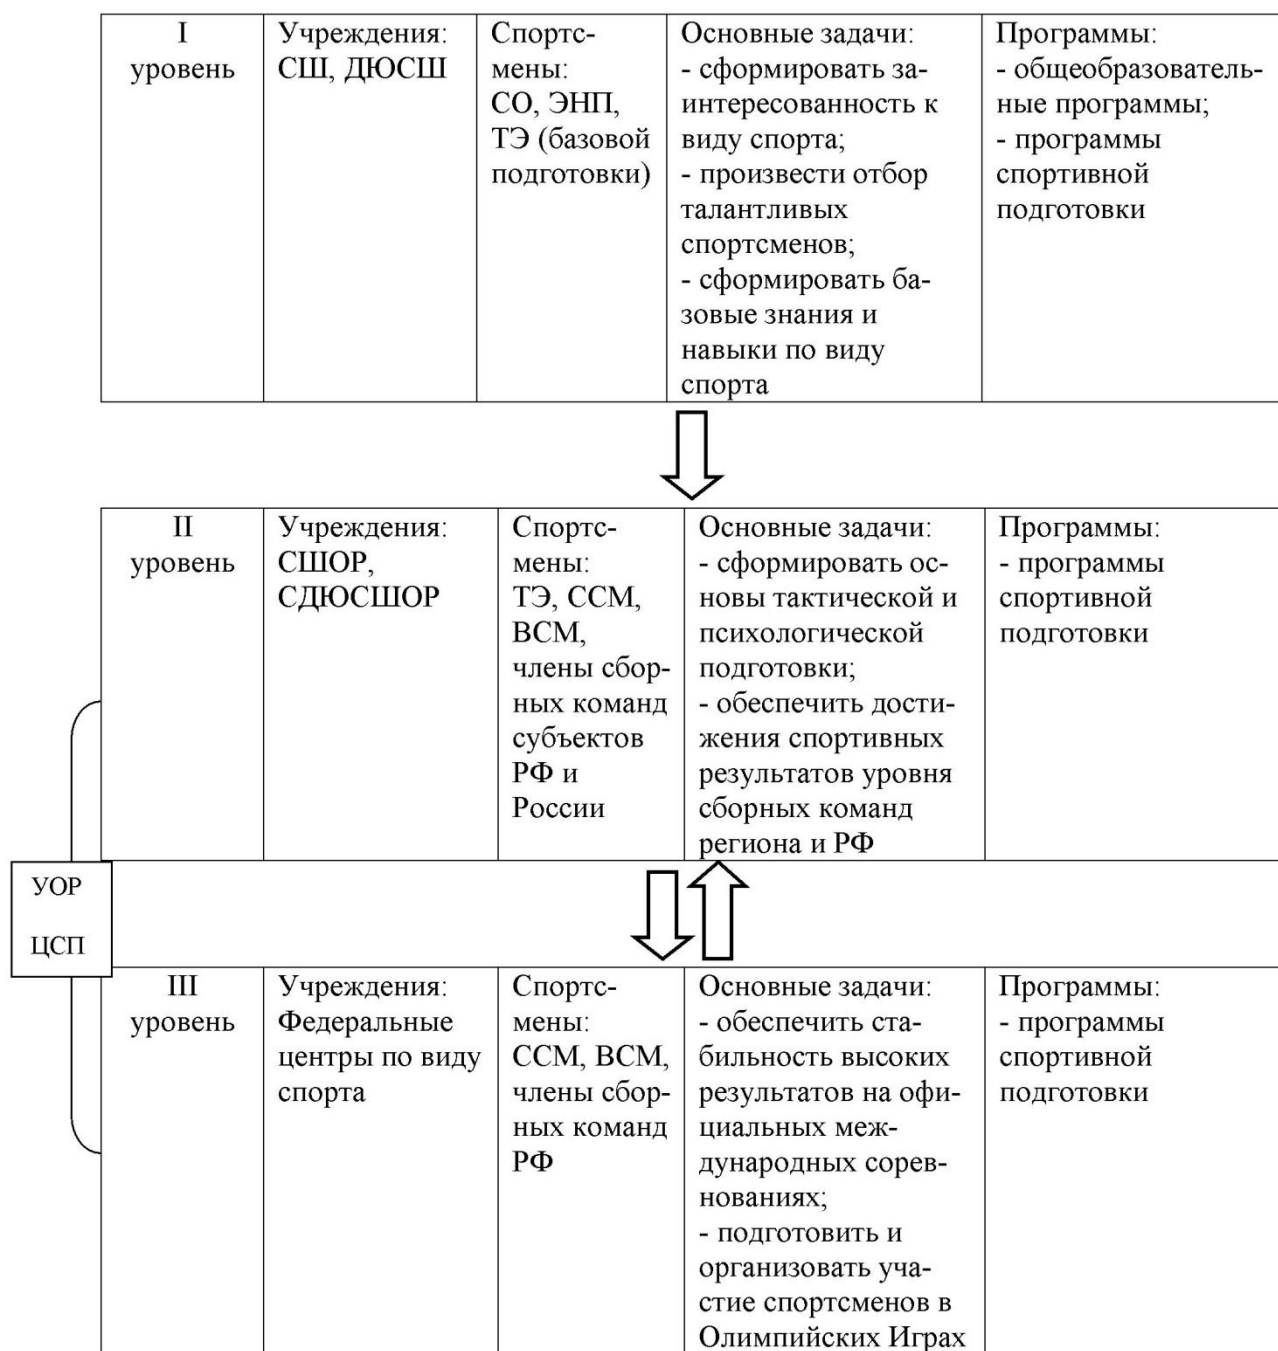 I
уровень
Учреждения:
СШ, ДЮСШ
Спортс-
мены:
СО, ЭНП,
ТЭ (базовой
подготовки)
Основные задачи:
- сформировать за-
интересованность к
виду спорта;
- произвести отбор
талантливых
спортсменов;
- сформировать ба-
зовые знания и
навыки по виду
спорта
Программы:
- общеобразователь-
ные программы;
- программы
спортивной
подготовки
II
уровень
Учреждения:
СШОР,
СДЮСШОР
Спортс-
мены:
ТЭ, ССМ,
ВСМ,
члены сбор-
ных команд
субъектов
РФ и
России
Основные задачи:
- сформировать ос-
новы тактической и
психологической
подготовки;
- обеспечить дости-
жения спортивных
результатов уровня
сборных команд
региона и РФ
Программы:
- программы
спортивной
подготовки
УОР
ЦСП
III
уровень
Учреждения:
Федеральные
центры по виду
спорта
Спортс-
мены:
ССМ, ВСМ,
члены сбор-
ных команд
РФ
Основные задачи:
- обеспечить ста-
бильность высоких
результатов на офи-
циальных меж-
дународных сорев-
нованиях;
- подготовить и
организовать уча-
стие спортсменов в
Олимпийских Играх
Программы:
- программы
спортивной
подготовки